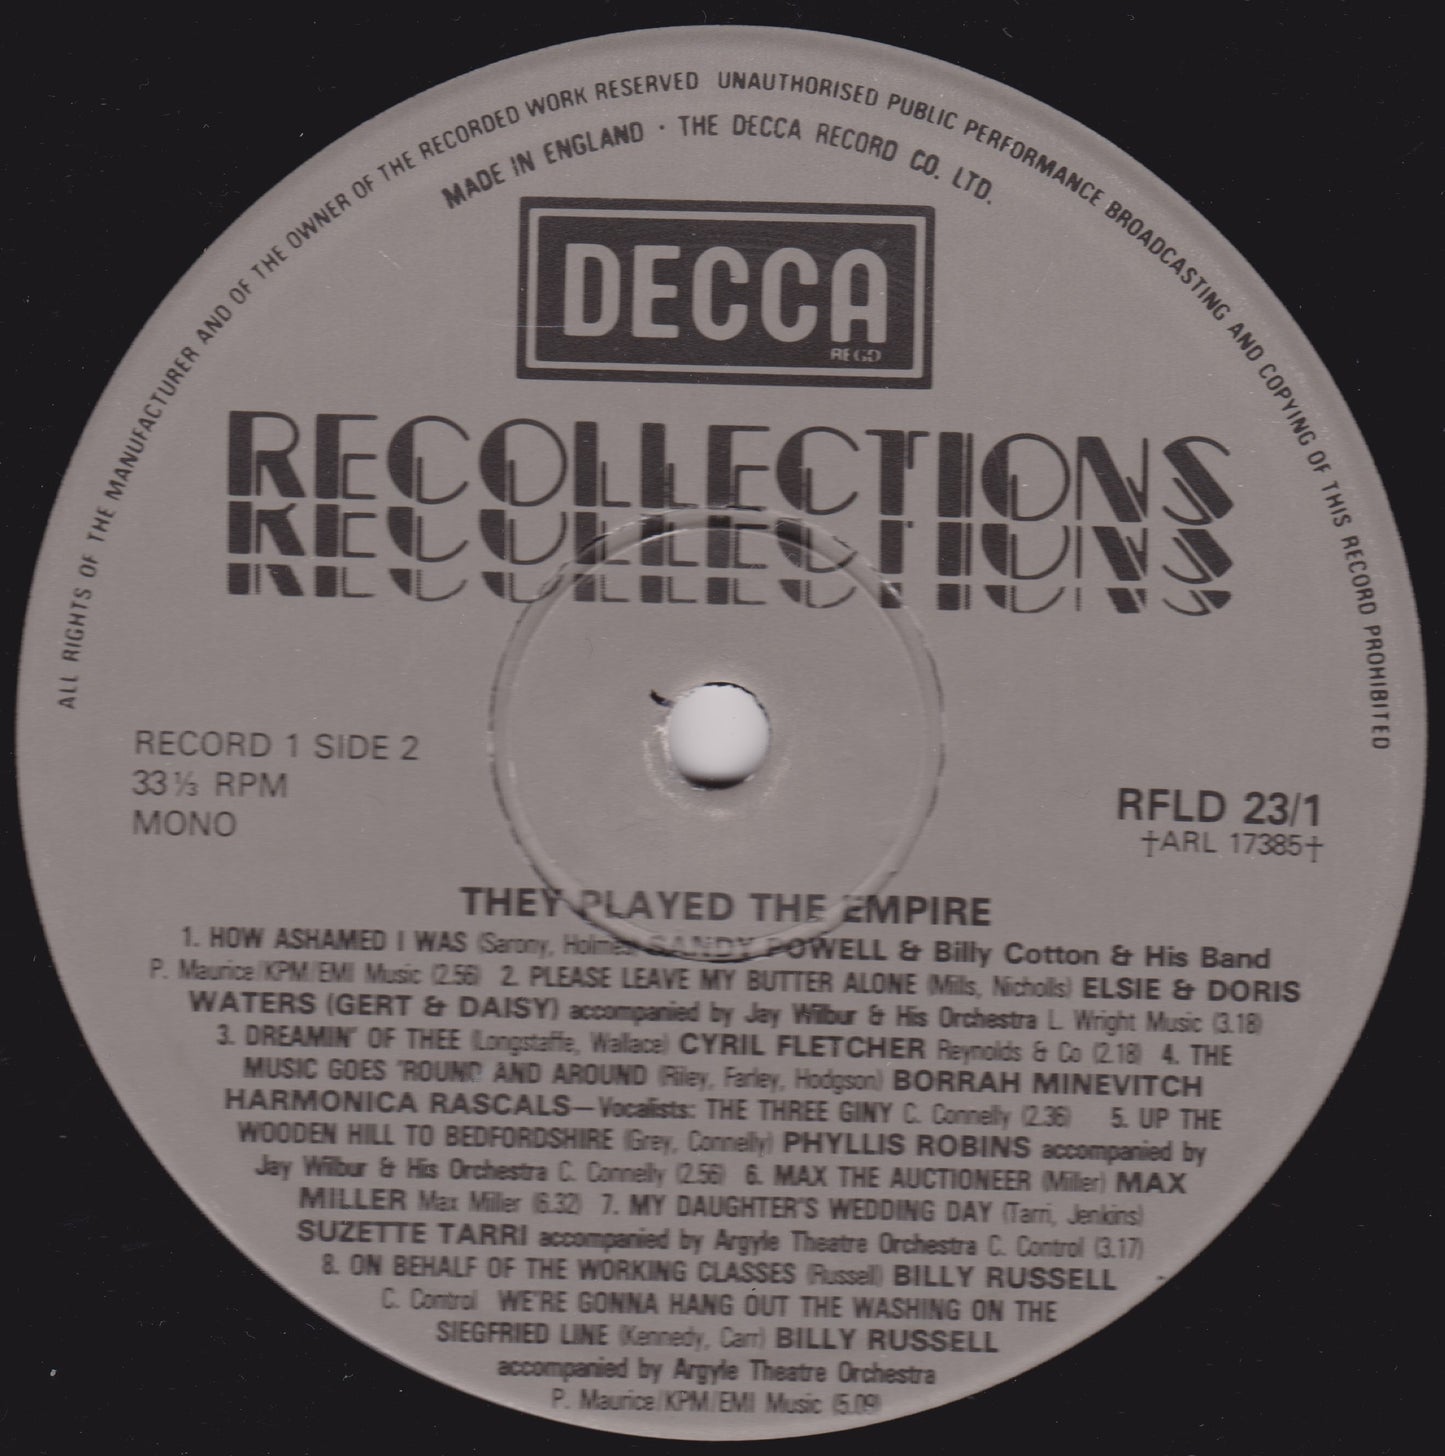 ALL RIGHTS OF THE MANUFACTURER AND OF THE OWNER OF THE RECORDED WORK RESERVED UNAUTHORISED PUBLIC PERFORMANCE BROADCASTING AND COPYING OF THIS RECORD PROHIBITED
MADE IN ENGLAND · THE DECCA RECORD CO. LTD.
DECCA
REGD
RECOLLECTIONS
RECOLLECTIONS
RECOLLECTIONS
RECORD 1 SIDE 2
33⅓ RPM
MONO
RFLD 23/1
†ARL 17385†
THEY PLAYED THE EMPIRE
1. HOW ASHAMED I WAS (Sarony, Holmes) SANDY POWELL & Billy Cotton & His Band
P. Maurice/KPM/EMI Music (2.56) 2. PLEASE LEAVE MY BUTTER ALONE (Mills, Nicholls) ELSIE & DORIS
WATERS (GERT & DAISY) accompanied by Jay Wilbur & His Orchestra L. Wright Music (3.18)
3. DREAMIN' OF THEE (Longstaffe, Wallace) CYRIL FLETCHER Reynolds & Co (2.18) 4. THE
MUSIC GOES 'ROUND AND AROUND (Riley, Farley, Hodgson) BORRAH MINEVITCH
HARMONICA RASCALS—Vocalists: THE THREE GINY C. Connelly (2.36) 5. UP THE
WOODEN HILL TO BEDFORDSHIRE (Grey, Connelly) PHYLLIS ROBINS accompanied by
Jay Wilbur & His Orchestra C. Connelly (2.56) 6. MAX THE AUCTIONEER (Miller) MAX
MILLER Max Miller (6.32) 7. MY DAUGHTER'S WEDDING DAY (Tarri, Jenkins)
SUZETTE TARRI accompanied by Argyle Theatre Orchestra C. Control (3.17)
8. ON BEHALF OF THE WORKING CLASSES (Russell) BILLY RUSSELL
C. Control WE'RE GONNA HANG OUT THE WASHING ON THE
SIEGFRIED LINE (Kennedy, Carr) BILLY RUSSELL
accompanied by Argyle Theatre Orchestra
P. Maurice/KPM/EMI Music (5.09)